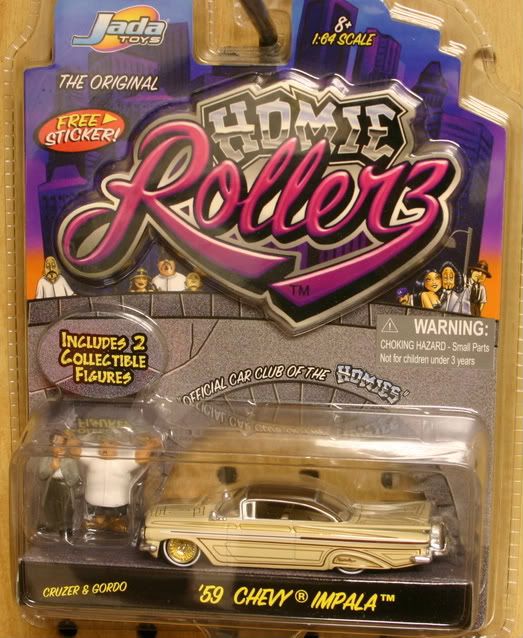 Jada
TOYS
8+
1:64 SCALE
THE ORIGINAL
FREE
STICKER!
HOMIE
Rollerz
TM
WARNING:
CHOKING HAZARD - Small Parts
Not for children under 3 years
INCLUDES 2
COLLECTIBLE
FIGURES
"OFFICIAL CAR CLUB OF THE HOMIES"
CRUZER & GORDO
'59 CHEVY® IMPALA™